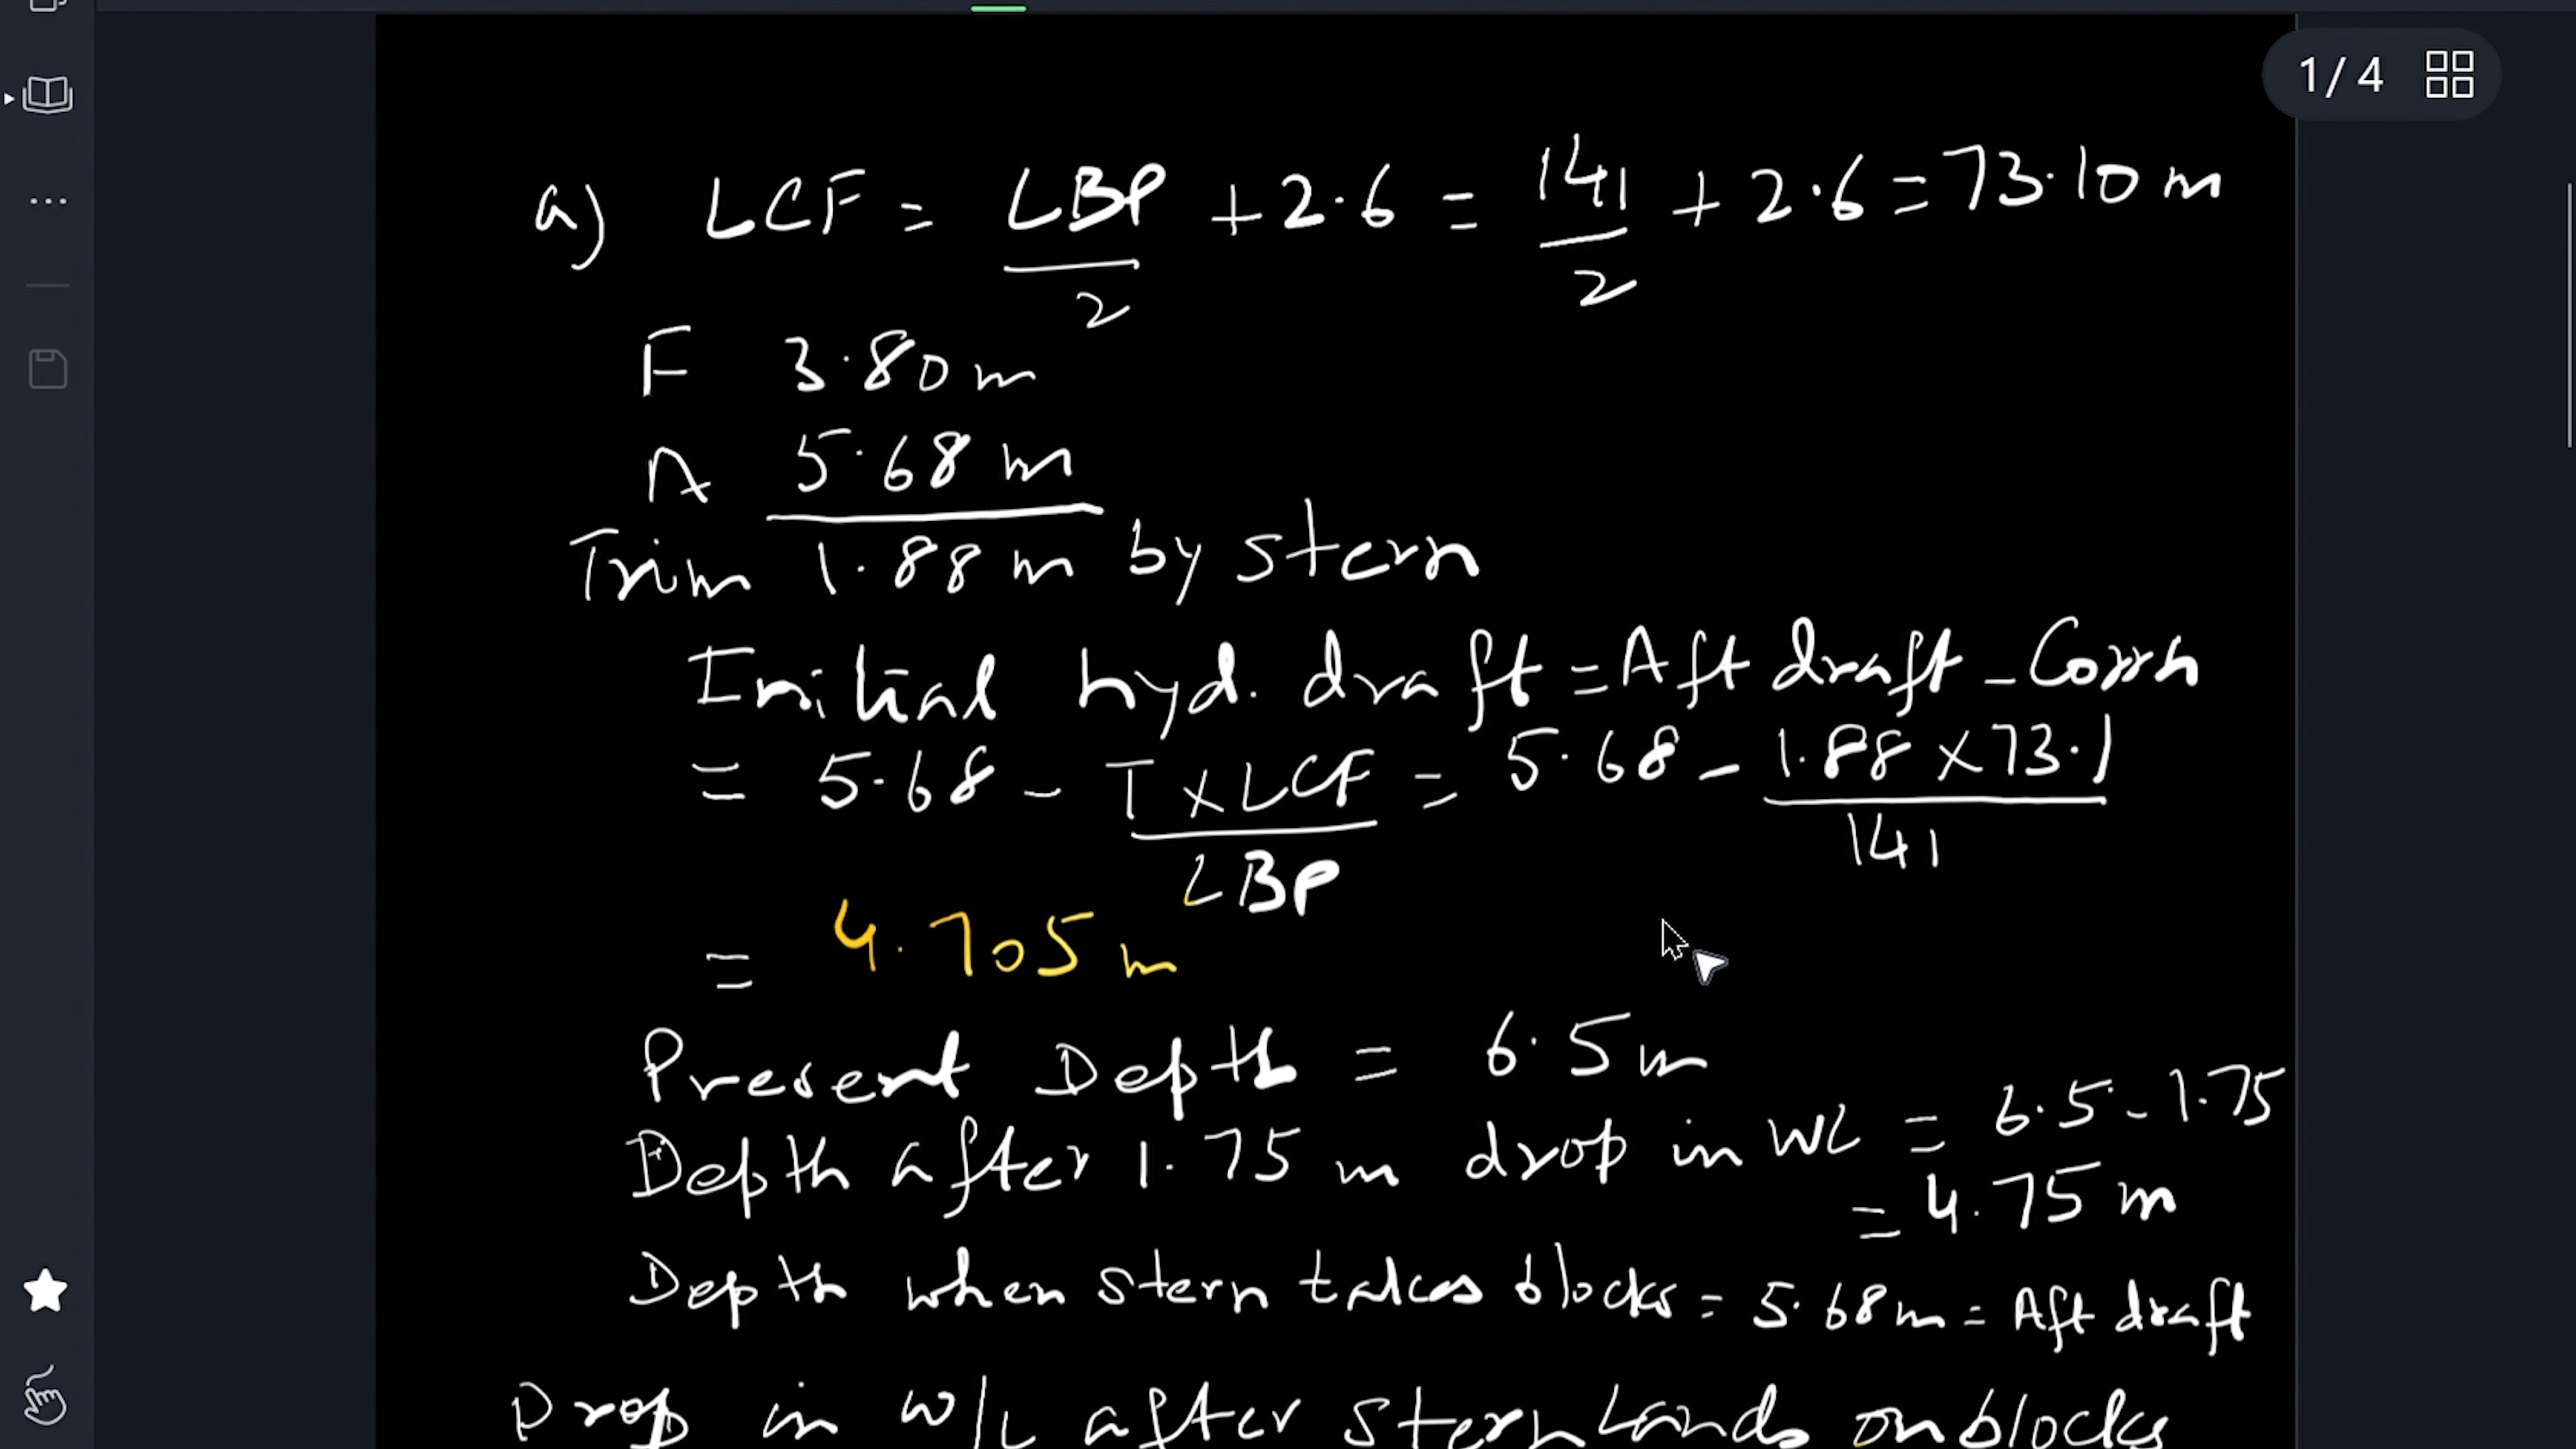 1/4
a) LCF = LBP/2 + 2.6 = 141/2 + 2.6 = 73.10 m
F 3.80 m
A 5.68 m
Trim 1.88 m by stern
Initial hyd. draft = Aft draft - Corrn
= 5.68 - T x LCF/LBP = 5.68 - 1.88 x 73.1/141
= 4.705 m
Present Depth = 6.5 m
Depth after 1.75 m drop in WL = 6.5 - 1.75
= 4.75 m
Depth when stern takes blocks = 5.68 m = Aft draft
Drop in W/L after stern lands on blocks